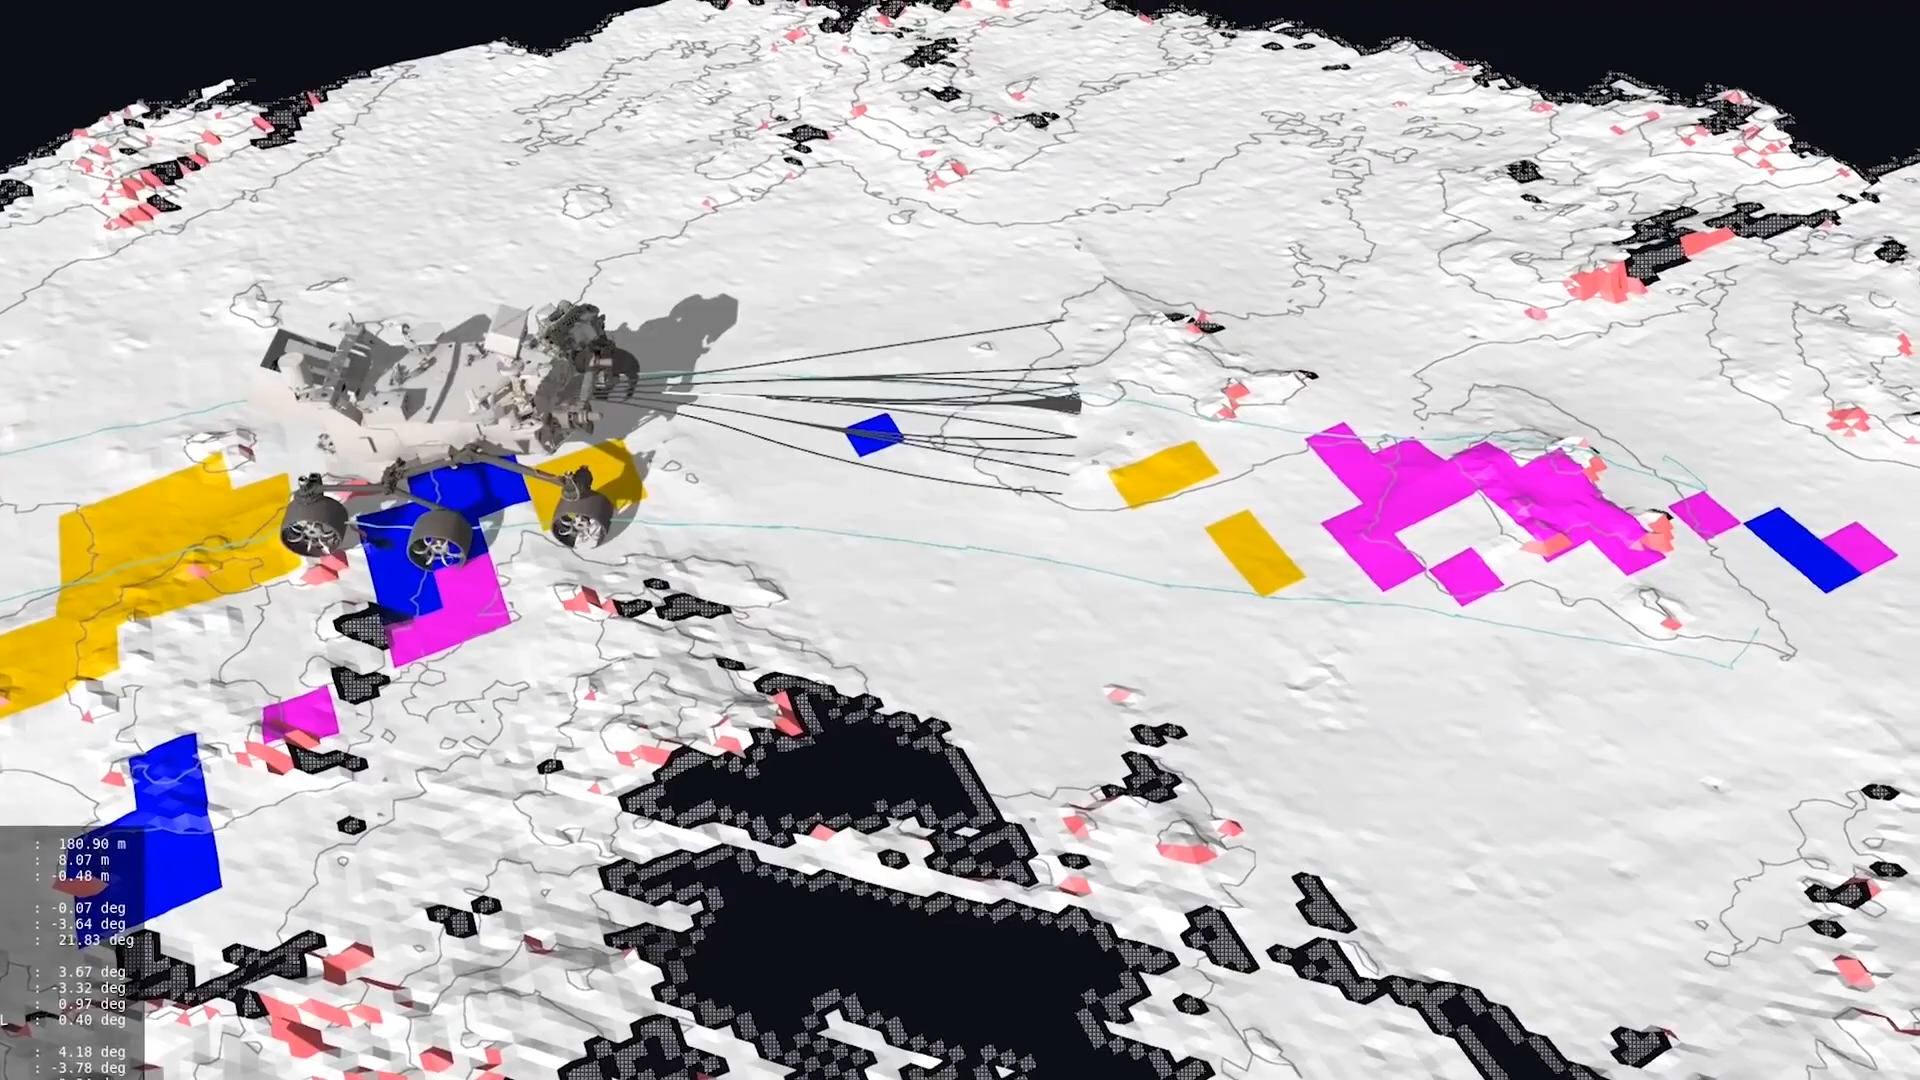 : 180.90 m
: 8.07 m
: -0.48 m
: -0.07 deg
: -3.64 deg
: 21.83 deg
: 3.67 deg
: -3.32 deg
: 0.97 deg
L : 0.40 deg
: 4.18 deg
: -3.78 deg